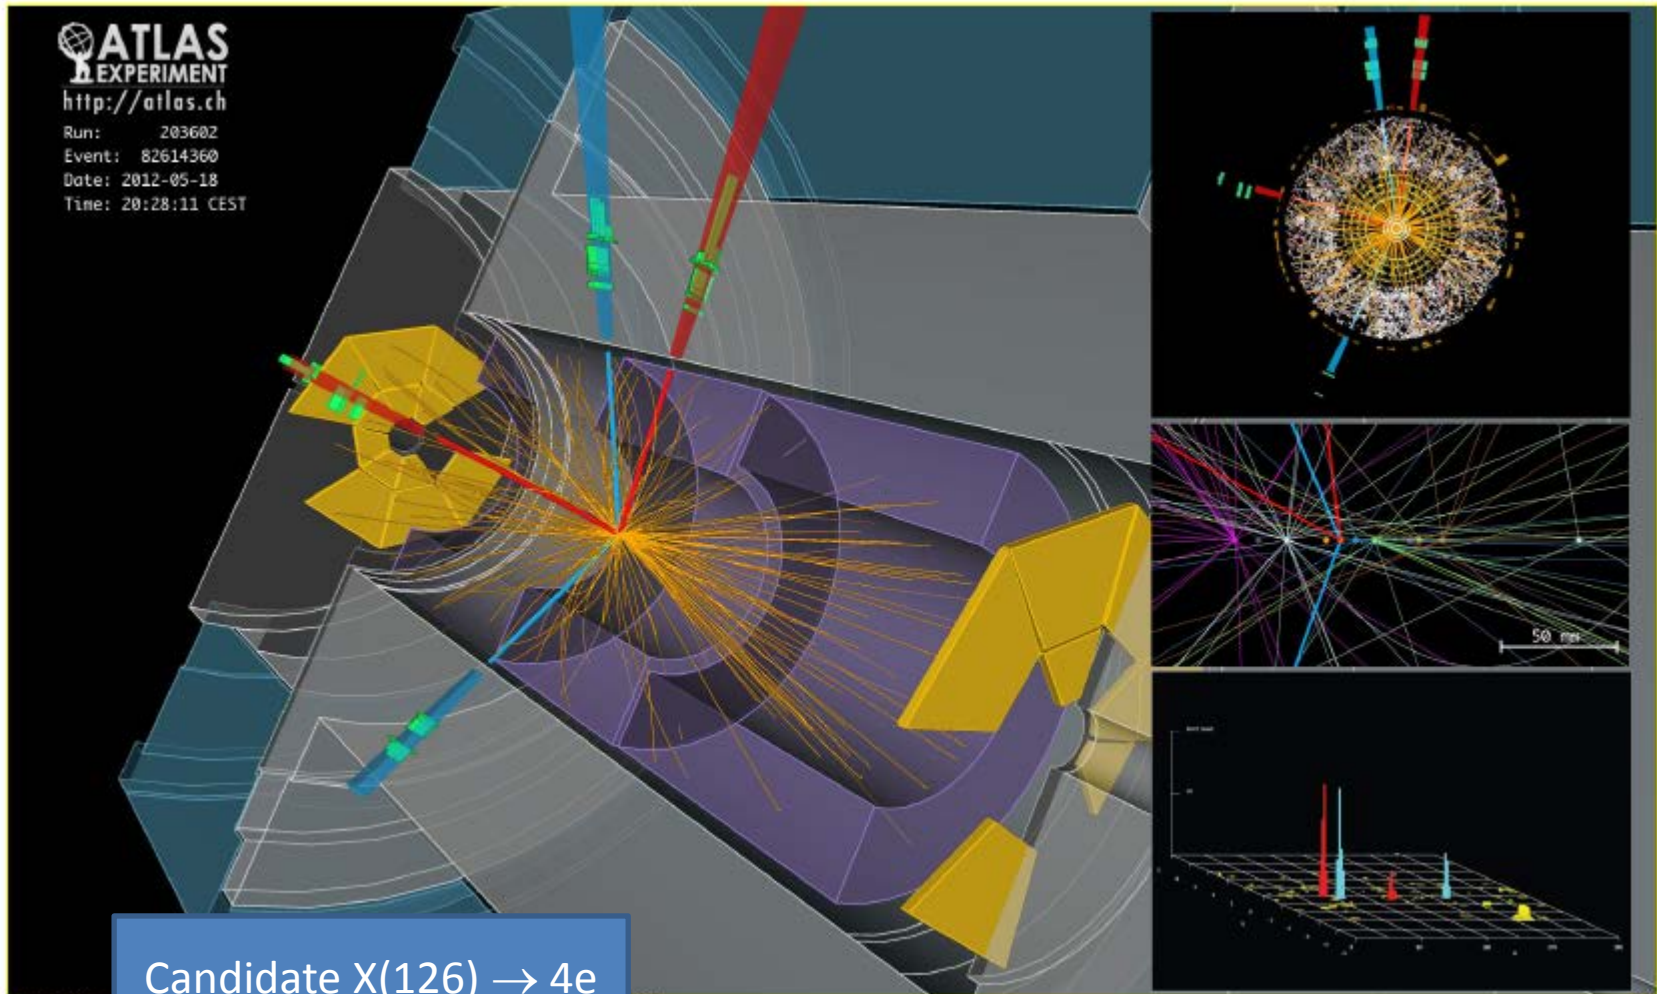 ATLAS
EXPERIMENT
http://atlas.ch
Run: 203602
Event: 82614360
Date: 2012-05-18
Time: 20:28:11 CEST
50 mm
Candidate X(126) → 4e